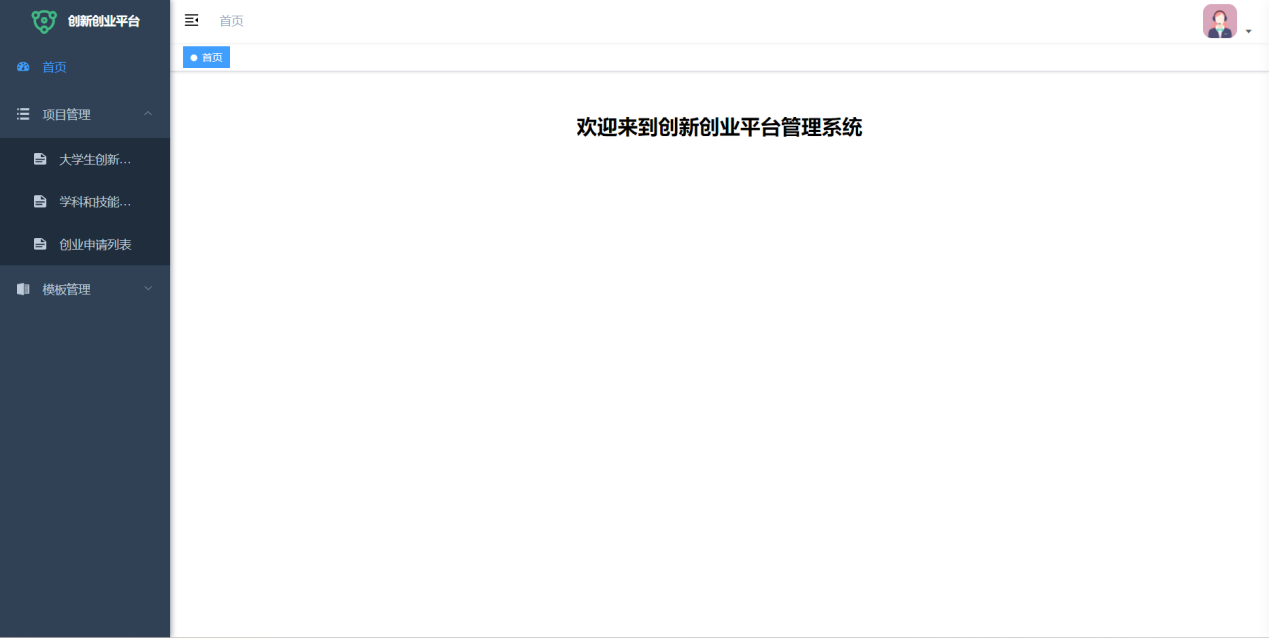 创新创业平台
首页
首页
首页
项目管理
大学生创新...
学科和技能...
创业申请列表
模板管理
欢迎来到创新创业平台管理系统